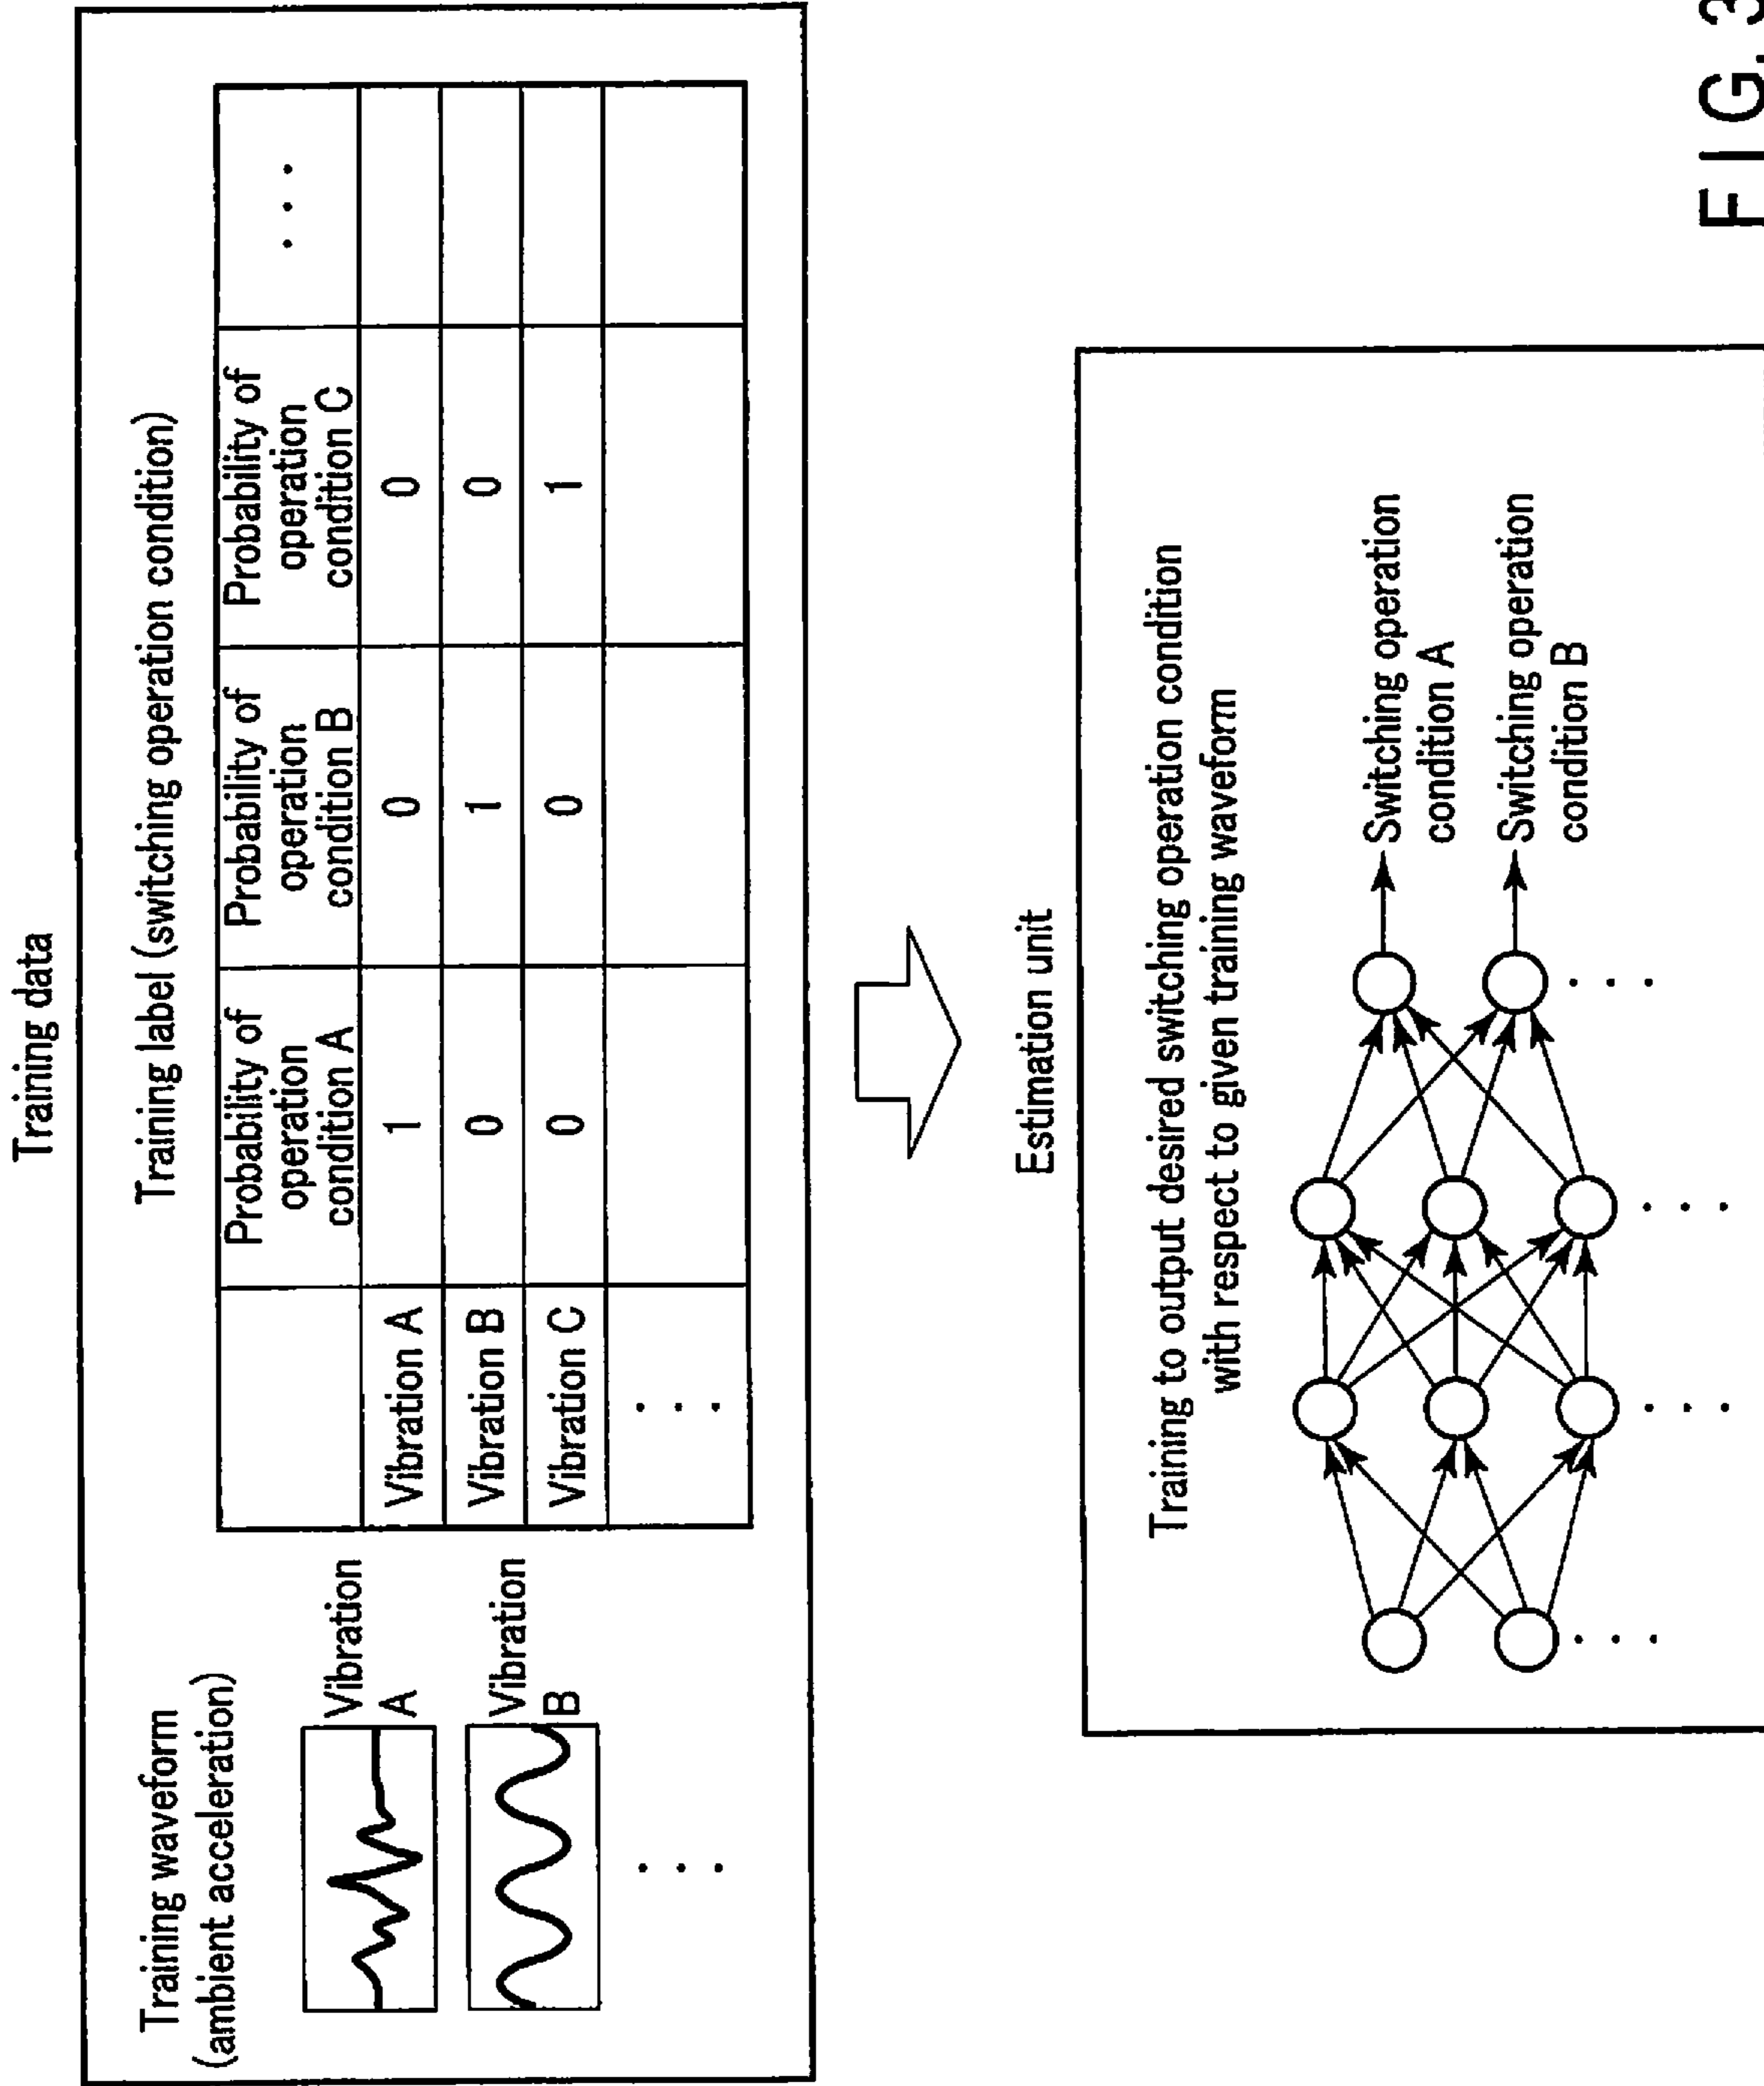 Training data
Training waveform
(ambient acceleration)
Vibration
A
Vibration
B
. . .
Training label (switching operation condition)
Probability of
operation
condition A
Probability of
operation
condition B
Probability of
operation
condition C
. . .
Vibration A 1 0 0
Vibration B 0 1 0
Vibration C 0 0 1
. . .
Estimation unit
Training to output desired switching operation condition
with respect to given training waveform
Switching operation
condition A
Switching operation
condition B
. . .
. . .
. . .
. . .
FIG. 3